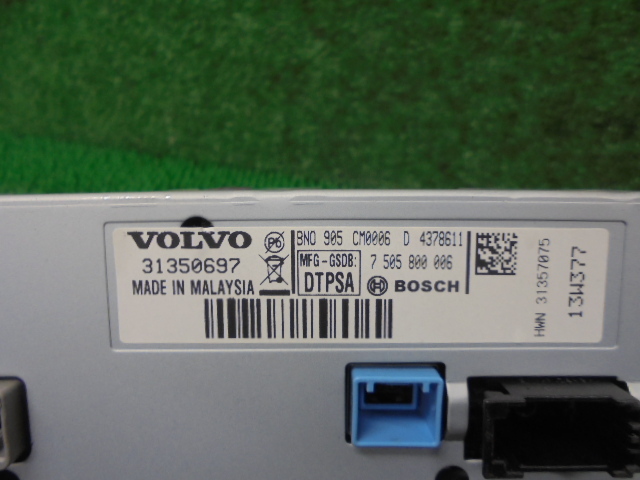 VOLVO
31350697
MADE IN MALAYSIA
BNO 905 CM0006 D 4378611
MFG-GSDB:
DTPSA
7 505 800 006
BOSCH
HWN 31357075
13W377